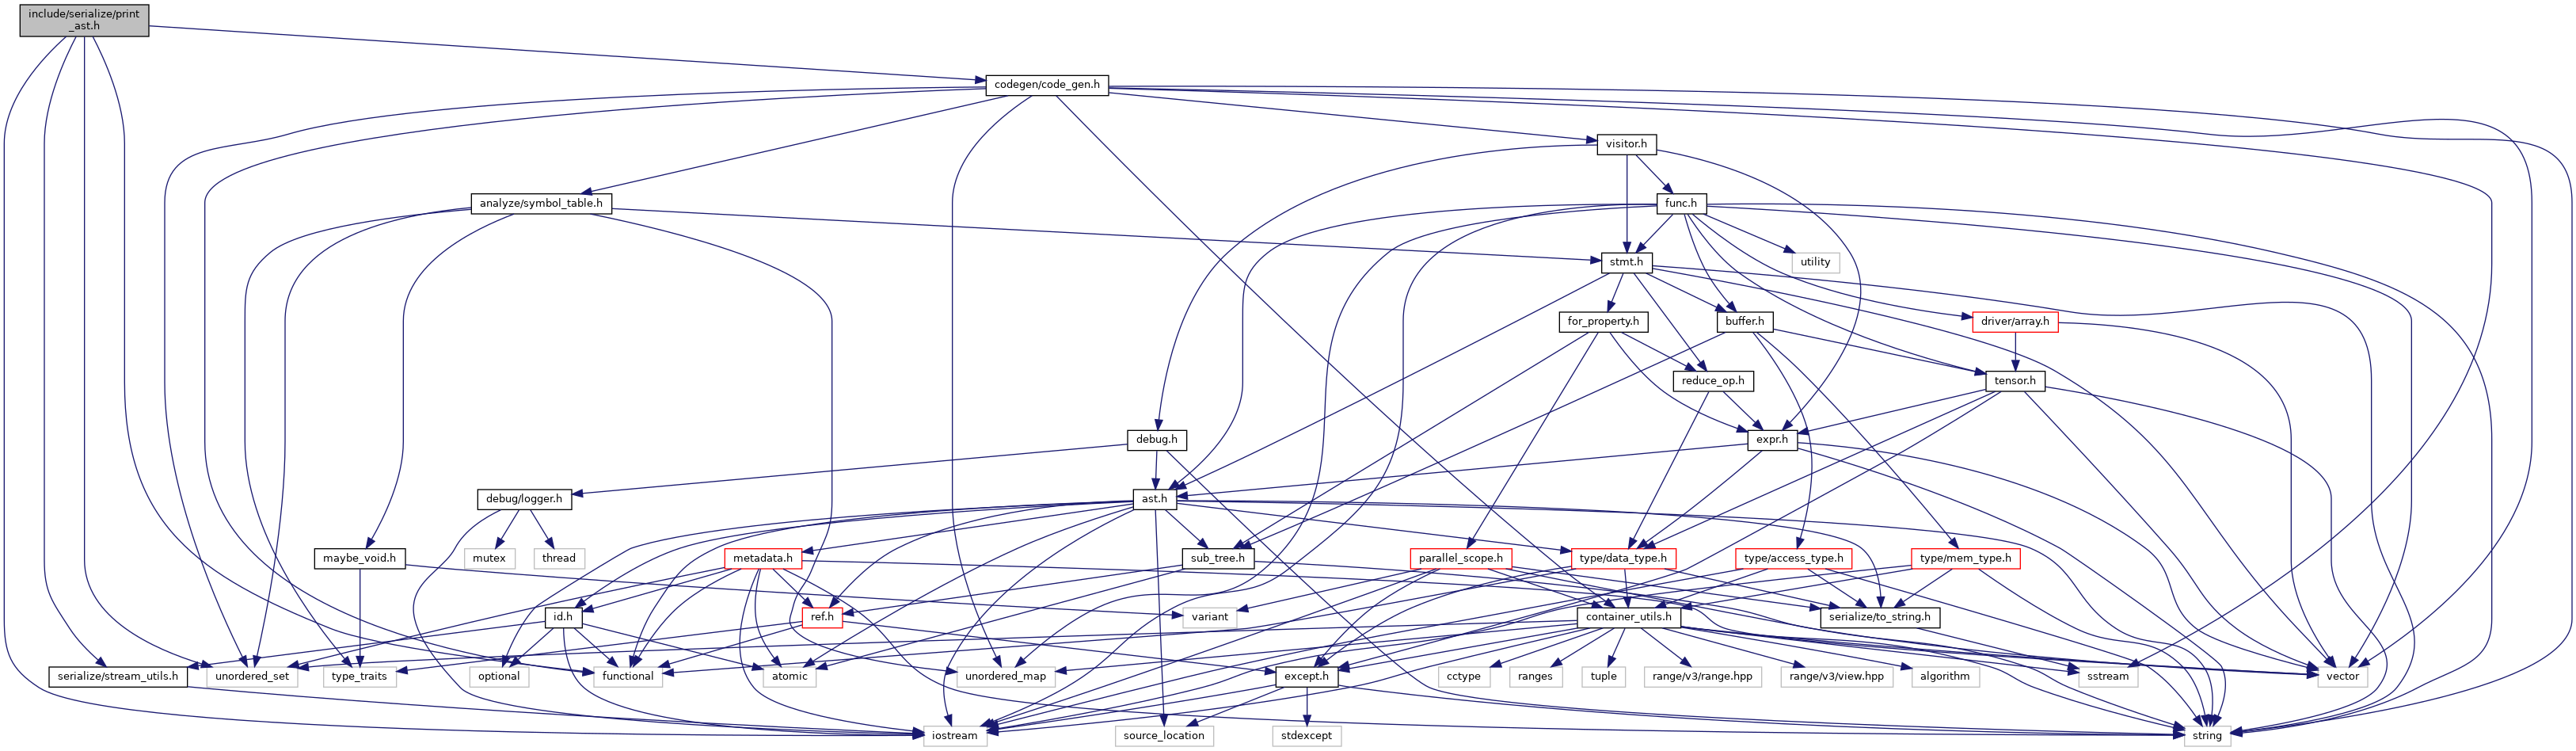 include/serialize/print
_ast.h
codegen/code_gen.h
visitor.h
analyze/symbol_table.h
func.h
stmt.h
utility
for_property.h
buffer.h
driver/array.h
reduce_op.h
tensor.h
debug.h
expr.h
debug/logger.h
ast.h
maybe_void.h
mutex
thread
metadata.h
sub_tree.h
parallel_scope.h
type/data_type.h
type/access_type.h
type/mem_type.h
id.h
ref.h
variant
container_utils.h
serialize/to_string.h
serialize/stream_utils.h
unordered_set
type_traits
optional
functional
atomic
unordered_map
except.h
cctype
ranges
tuple
range/v3/range.hpp
range/v3/view.hpp
algorithm
sstream
vector
iostream
source_location
stdexcept
string